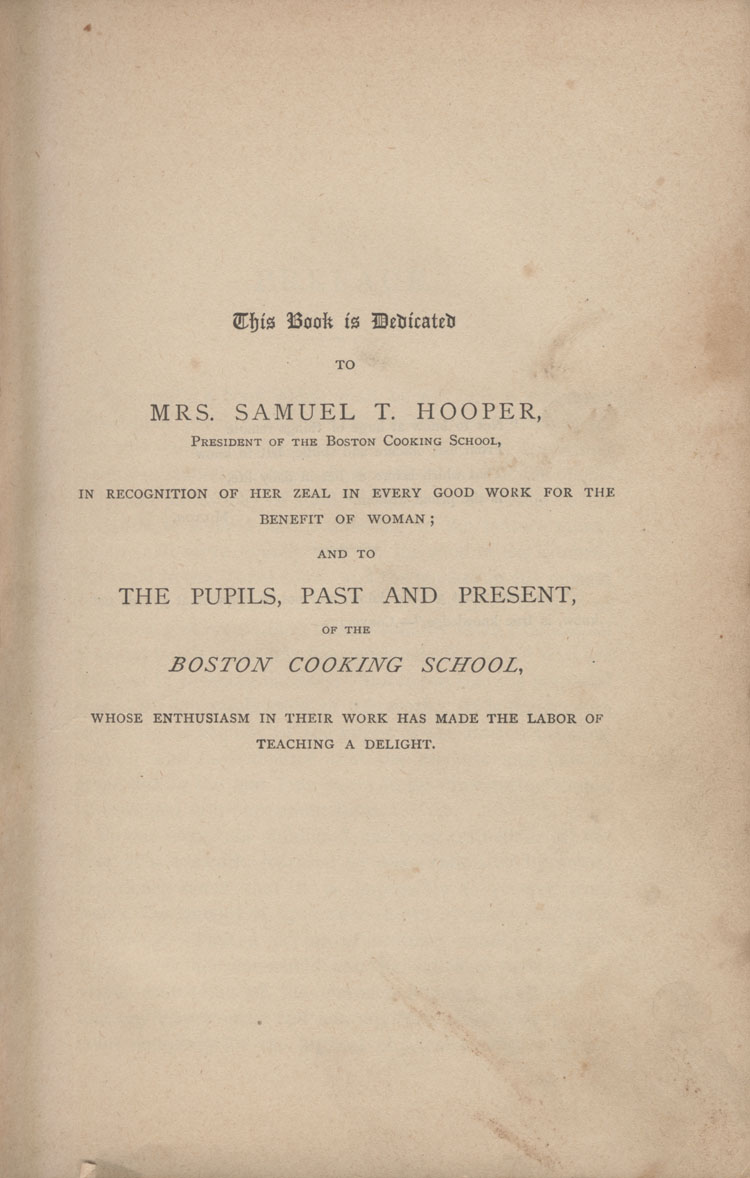 This Book is Dedicated
TO
MRS. SAMUEL T. HOOPER,
PRESIDENT OF THE BOSTON COOKING SCHOOL,
IN RECOGNITION OF HER ZEAL IN EVERY GOOD WORK FOR THE
BENEFIT OF WOMAN;
AND TO
THE PUPILS, PAST AND PRESENT,
OF THE
BOSTON COOKING SCHOOL,
WHOSE ENTHUSIASM IN THEIR WORK HAS MADE THE LABOR OF
TEACHING A DELIGHT.